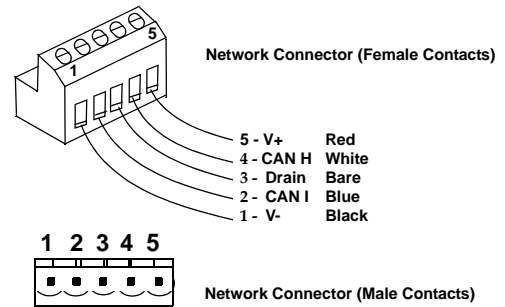 5
1
Network Connector (Female Contacts)
5 - V+ Red
4 - CAN H White
3 - Drain Bare
2 - CAN I Blue
1 - V- Black
1 2 3 4 5
Network Connector (Male Contacts)